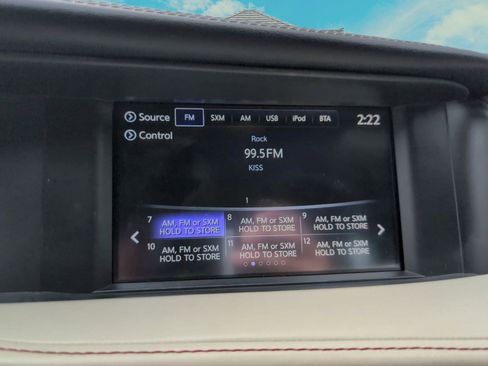 Source FM SXM AM USB iPod BTA 2:22
Control
Rock
99.5 FM
KISS
1
7 AM, FM or SXM HOLD TO STORE
8 AM, FM or SXM HOLD TO STORE
9 AM, FM or SXM HOLD TO STORE
10 AM, FM or SXM HOLD TO STORE
11 AM, FM or SXM HOLD TO STORE
12 AM, FM or SXM HOLD TO STORE